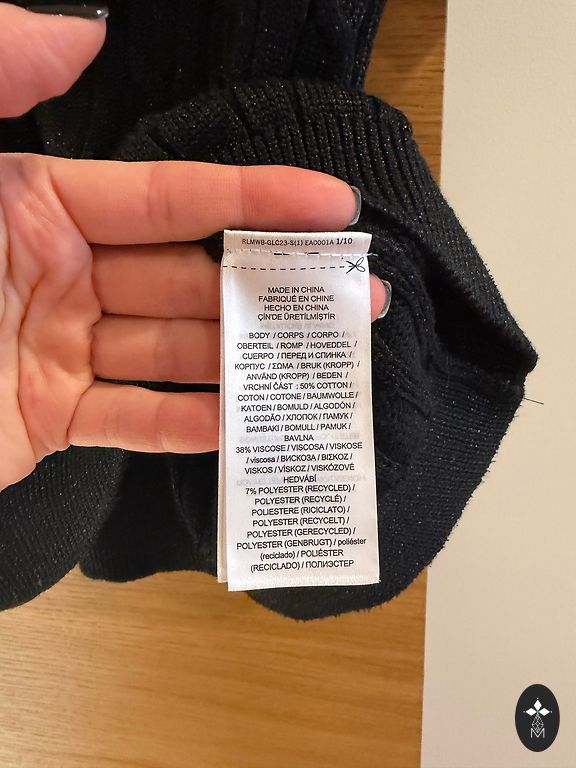 RLMWB-GLC23-S(1) EA0001A 1/10
MADE IN CHINA
FABRIQUÉ EN CHINE
HECHO EN CHINA
ÇİN'DE ÜRETİLMİŞTİR
BODY / CORPS / CORPO /
OBERTEIL / ROMP / HOVEDDEL /
CUERPO / ПЕРЕД И СПИНКА /
КОРПУС / ΣΩΜΑ / BRUK (KROPP) /
ANVÄND (KROPP) / BEDEN /
VRCHNÍ ČÁST : 50% COTTON /
COTON / COTONE / BAUMWOLLE /
KATOEN / BOMULD / ALGODÓN /
ALGODÃO / ХЛОПОК / ПАМУК /
BAMBAKI / BOMULL / PAMUK /
BAVLNA
38% VISCOSE / VISCOSA / VISKOSE
/ viscosa / ВИСКОЗА / ΒΙΣΚΟΖ /
VISKOS / VİSKOZ / VISKÓZOVÉ
HEDVÁBÍ
7% POLYESTER (RECYCLED) /
POLYESTER (RECYCLÉ) /
POLIESTERE (RICICLATO) /
POLYESTER (RECYCELT) /
POLYESTER (GERECYCLED) /
POLYESTER (GENBRUGT) / poliéster
(reciclado) / POLIÉSTER
(RECICLADO) / ПОЛИЭСТЕР
M